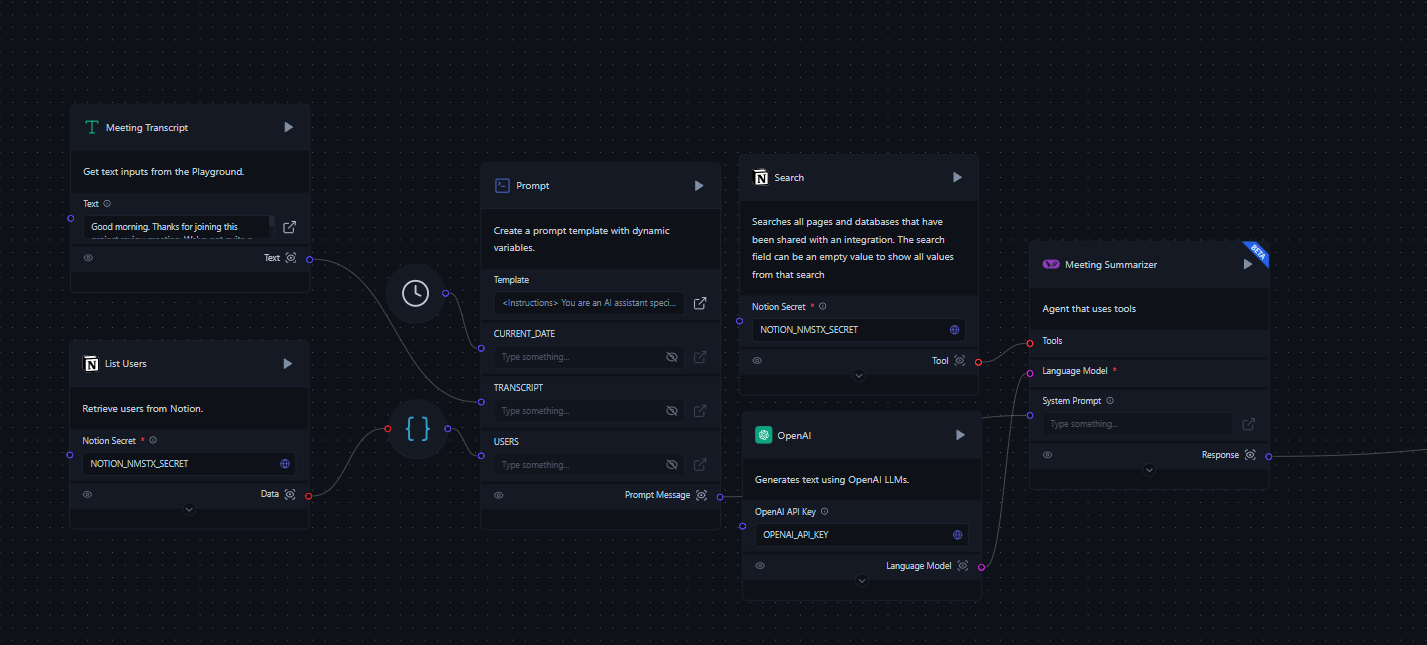 Meeting Transcript
Get text inputs from the Playground.
Text
Good morning. Thanks for joining this
Text
List Users
Retrieve users from Notion.
Notion Secret *
NOTION_NMSTX_SECRET
Data
{}
Prompt
Create a prompt template with dynamic
variables.
Template
<Instructions> You are an AI assistant speci...
CURRENT_DATE
Type something...
TRANSCRIPT
Type something...
USERS
Type something...
Prompt Message
Search
Searches all pages and databases that have
been shared with an integration. The search
field can be an empty value to show all values
from that search
Notion Secret *
NOTION_NMSTX_SECRET
Tool
OpenAI
Generates text using OpenAI LLMs.
OpenAI API Key
OPENAI_API_KEY
Language Model
BETA
Meeting Summarizer
Agent that uses tools
Tools
Language Model *
System Prompt
Type something...
Response